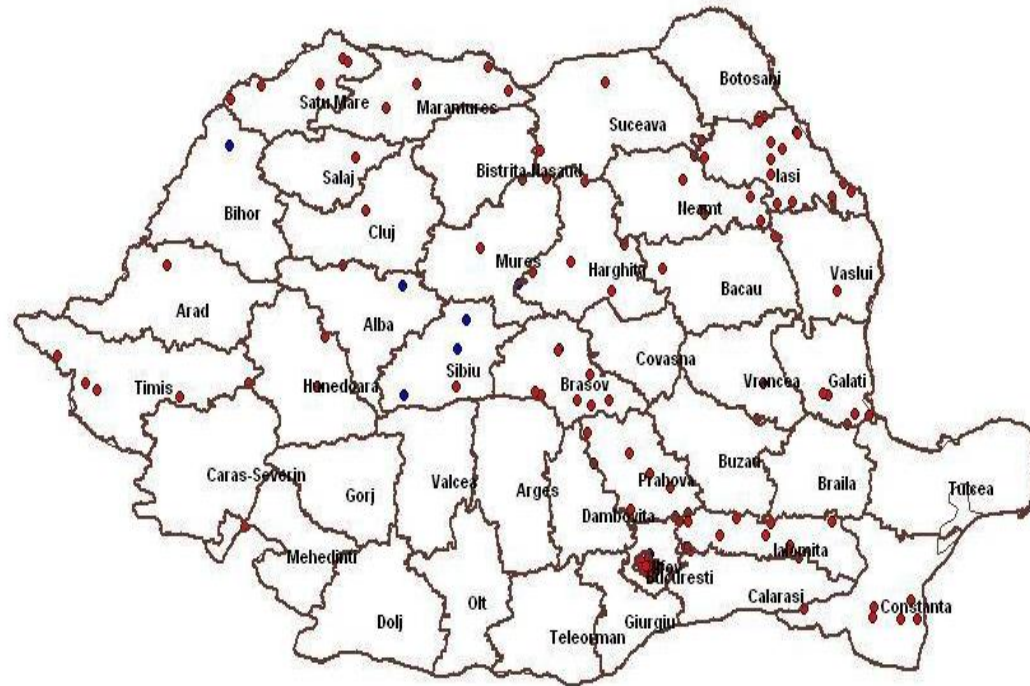 Botosani
Satu Mare
Maramures
Suceava
Salaj
Bistrita-Nasaud
Iasi
Bihor
Cluj
Neamt
Mures
Harghita
Bacau
Vaslui
Arad
Alba
Timis
Hunedoara
Sibiu
Brasov
Covasna
Vrancea
Galati
Caras-Severin
Gorj
Valcea
Arges
Prahova
Buzau
Braila
Tulcea
Dambovita
Mehedinti
Ilfov
Ialomita
Bucuresti
Calarasi
Constanta
Dolj
Olt
Teleorman
Giurgiu